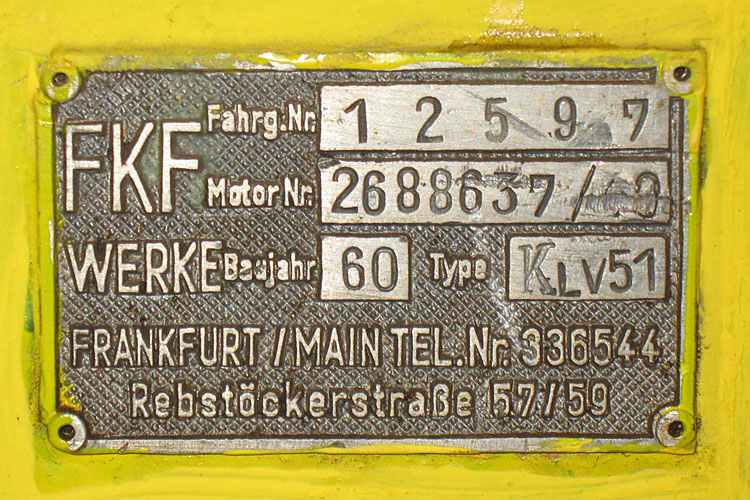 FKF Fahrg.Nr. 12597
Motor Nr. 2688637/
WERKE Baujahr 60 Type KLV51
FRANKFURT / MAIN TEL.Nr. 336544
Rebstöckerstraße 57/59